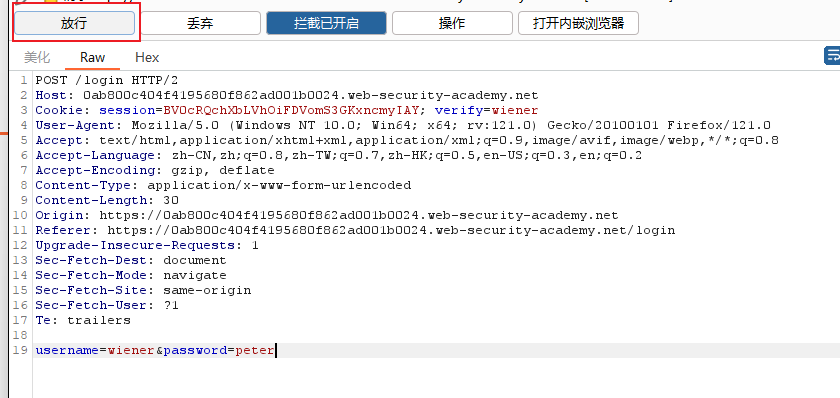 放行 丢弃 拦截已开启 操作 打开内嵌浏览器
美化 Raw Hex
1 POST /login HTTP/2
2 Host: 0ab800c404f4195680f862ad001b0024.web-security-academy.net
3 Cookie: session=BV0cRQchXbLVhOiFDVomS3GKxncmyIAY; verify=wiener
4 User-Agent: Mozilla/5.0 (Windows NT 10.0; Win64; x64; rv:121.0) Gecko/20100101 Firefox/121.0
5 Accept: text/html,application/xhtml+xml,application/xml;q=0.9,image/avif,image/webp,*/*;q=0.8
6 Accept-Language: zh-CN,zh;q=0.8,zh-TW;q=0.7,zh-HK;q=0.5,en-US;q=0.3,en;q=0.2
7 Accept-Encoding: gzip, deflate
8 Content-Type: application/x-www-form-urlencoded
9 Content-Length: 30
10 Origin: https://0ab800c404f4195680f862ad001b0024.web-security-academy.net
11 Referer: https://0ab800c404f4195680f862ad001b0024.web-security-academy.net/login
12 Upgrade-Insecure-Requests: 1
13 Sec-Fetch-Dest: document
14 Sec-Fetch-Mode: navigate
15 Sec-Fetch-Site: same-origin
16 Sec-Fetch-User: ?1
17 Te: trailers
18
19 username=wiener&password=peter